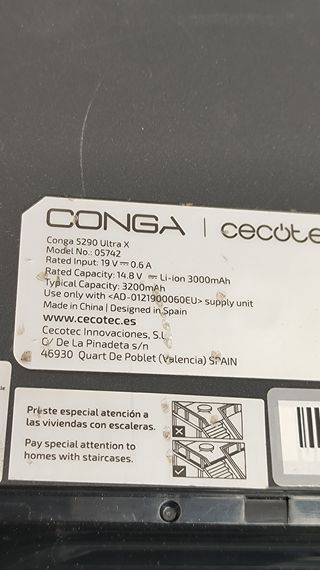 CONGA | cecote
Conga 5290 Ultra X
Model No.: 05742
Rated Input: 19 V ⎓ 0.6 A
Rated Capacity: 14.8 V ⎓ Li-ion 3000mAh
Typical Capacity: 3200mAh
Use only with <AD-0121900060EU> supply unit
Made in China | Designed in Spain
www.cecotec.es
Cecotec Innovaciones, S.L.
C/ De La Pinadeta s/n
46930 Quart De Poblet (Valencia) SPAIN
Preste especial atención a
las viviendas con escaleras.
Pay special attention to
homes with staircases.